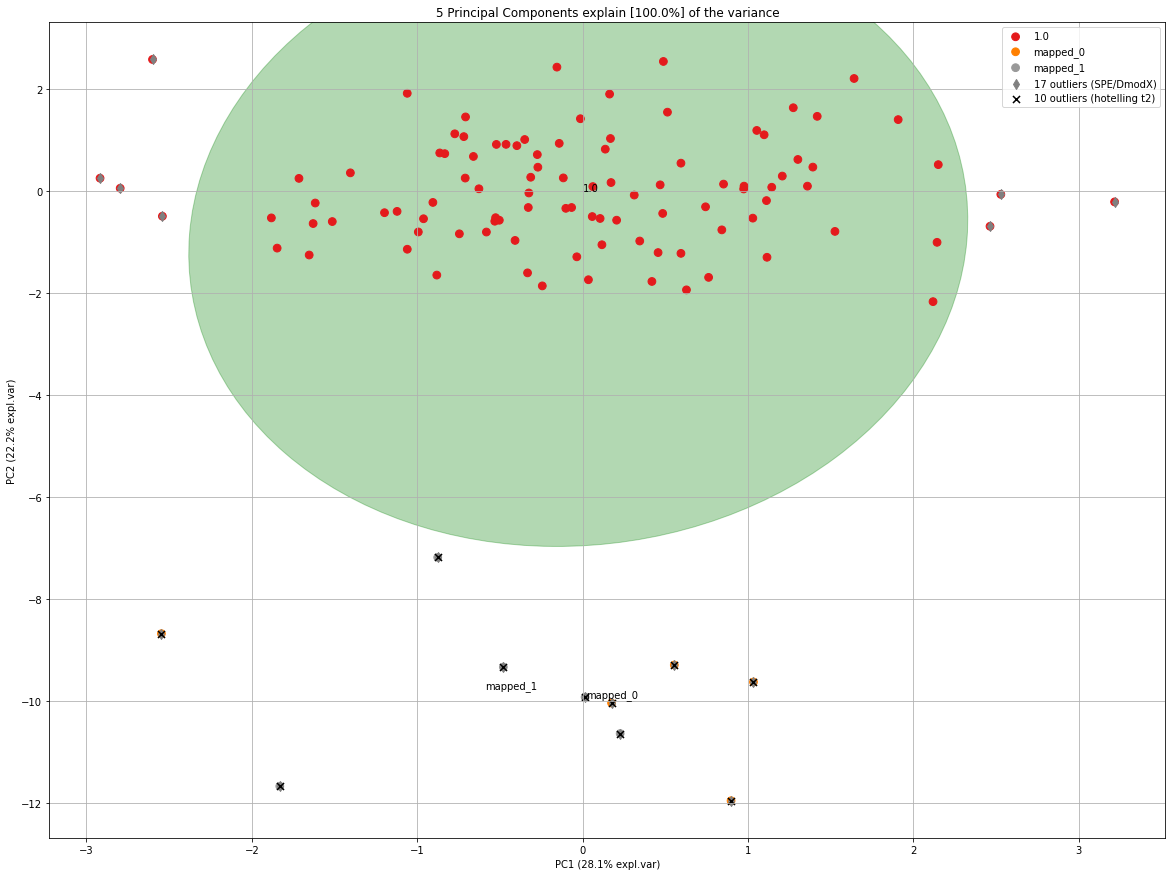 5 Principal Components explain [100.0%] of the variance
1.0
mapped_0
mapped_1
17 outliers (SPE/DmodX)
10 outliers (hotelling t2)
2
0
−2
−4
−6
−8
−10
−12
PC2 (22.2% expl.var)
1.0
mapped_1
mapped_0
−3
−2
−1
0
1
2
3
PC1 (28.1% expl.var)